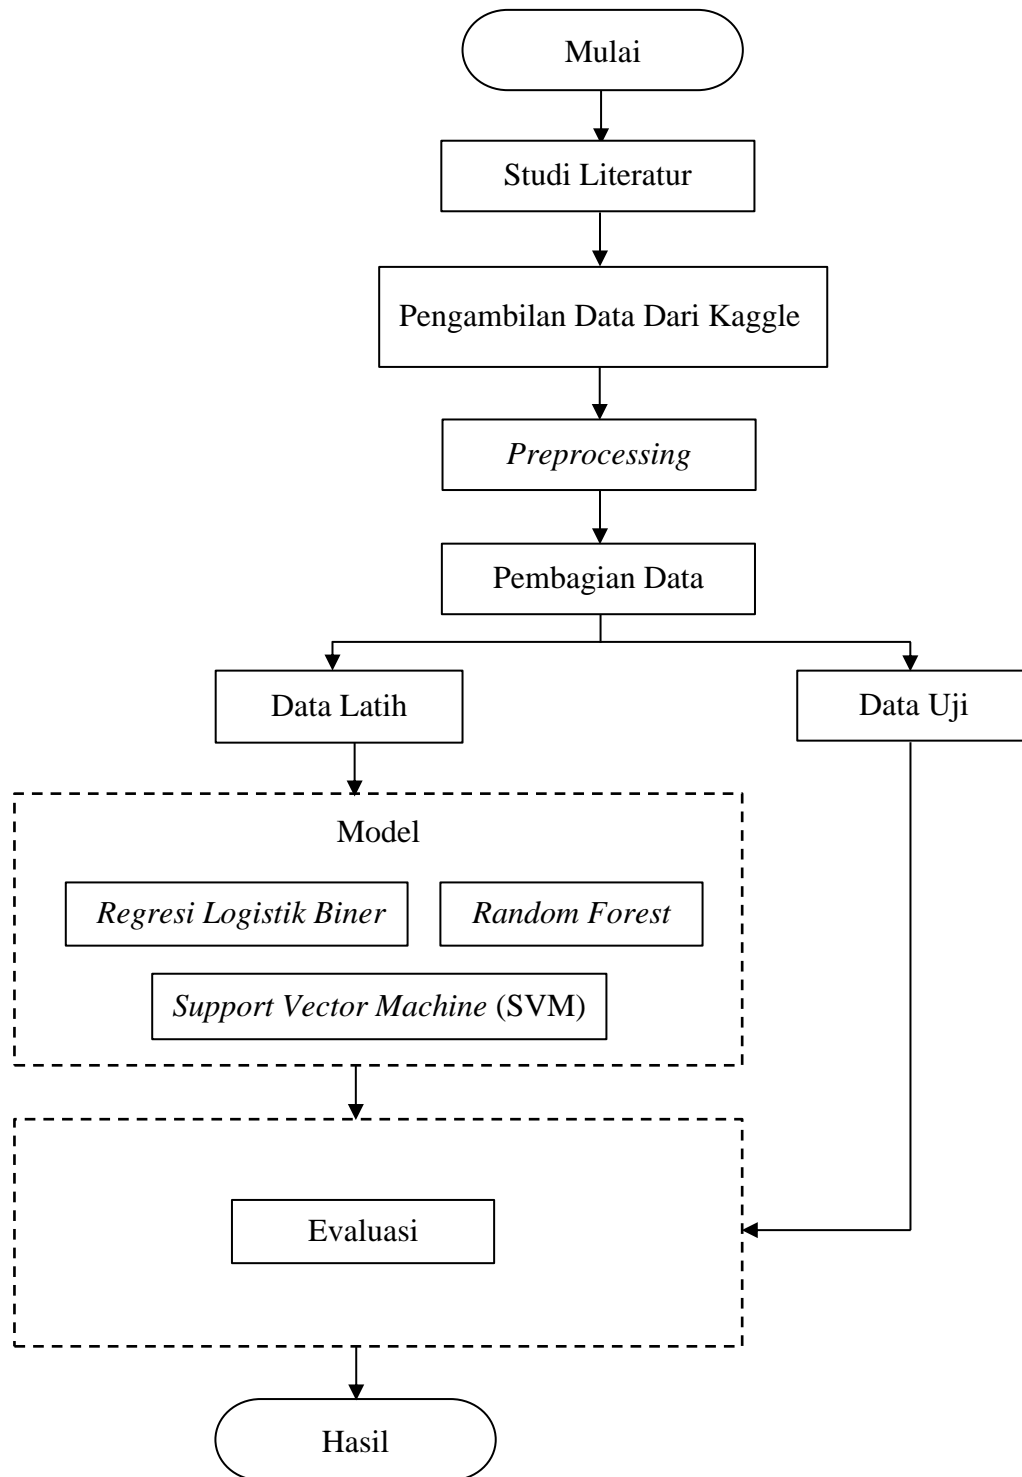 Mulai
Studi Literatur
Pengambilan Data Dari Kaggle
Preprocessing
Pembagian Data
Data Latih
Data Uji
Model
Regresi Logistik Biner
Random Forest
Support Vector Machine (SVM)
Evaluasi
Hasil